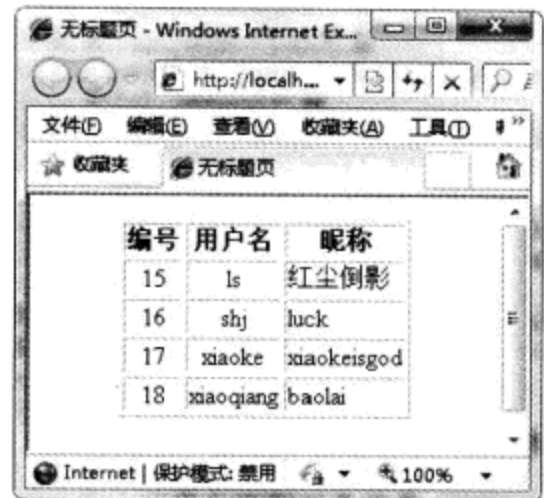 无标题页 - Windows Internet Ex...
http://localh...
文件(F) 编辑(E) 查看(V) 收藏夹(A) 工具(T) »
收藏夹 无标题页
编号 用户名 昵称
15 ls 红尘倒影
16 shj luck
17 xiaoke xiaokeisgod
18 xiaoqiang baolai
Internet | 保护模式: 禁用 100%